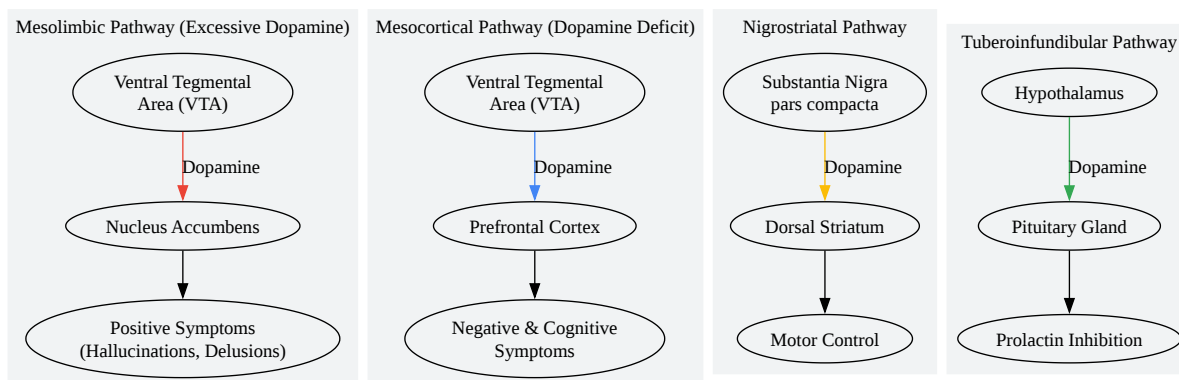 Mesolimbic Pathway (Excessive Dopamine)
Ventral Tegmental
Area (VTA)
Dopamine
Nucleus Accumbens
Positive Symptoms
(Hallucinations, Delusions)
Mesocortical Pathway (Dopamine Deficit)
Ventral Tegmental
Area (VTA)
Dopamine
Prefrontal Cortex
Negative & Cognitive
Symptoms
Nigrostriatal Pathway
Substantia Nigra
pars compacta
Dopamine
Dorsal Striatum
Motor Control
Tuberoinfundibular Pathway
Hypothalamus
Dopamine
Pituitary Gland
Prolactin Inhibition